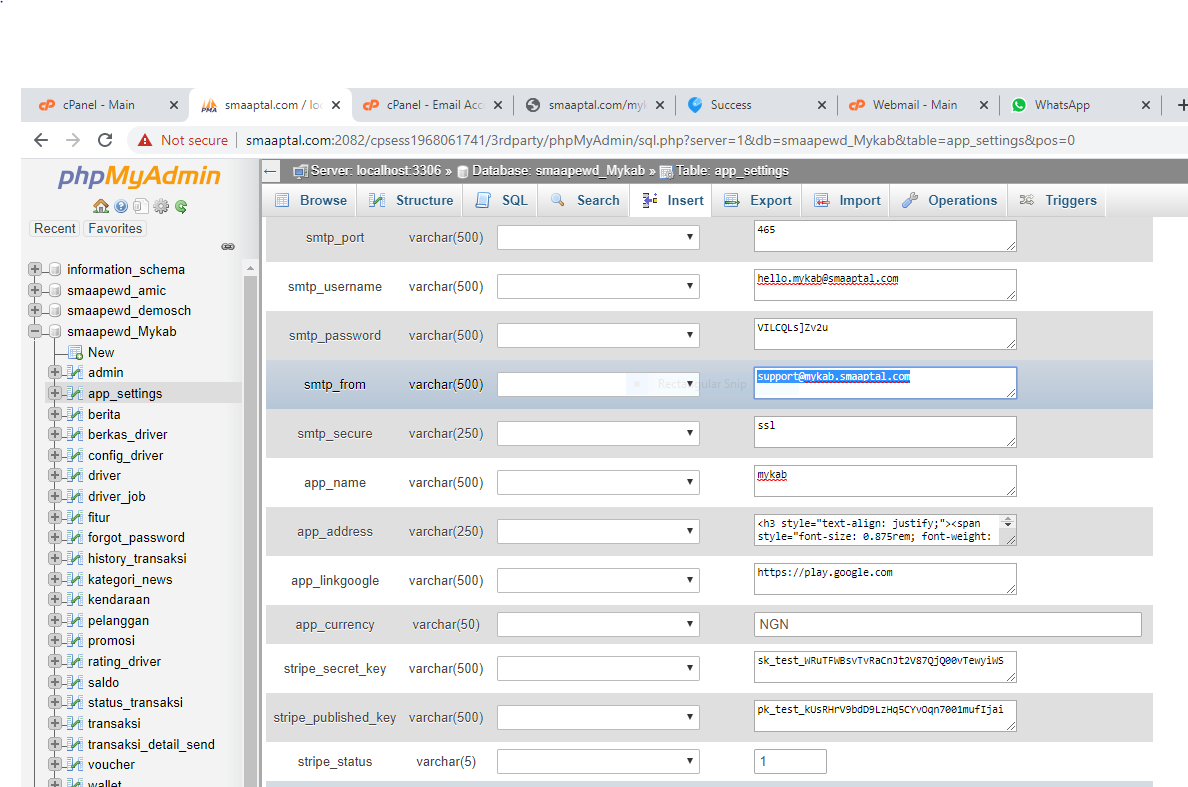 cPanel - Main
smaaptal.com / lo
cPanel - Email Acc
smaaptal.com/myk
Success
Webmail - Main
WhatsApp
Not secure
smaaptal.com:2082/cpsess1968061741/3rdparty/phpMyAdmin/sql.php?server=1&db=smaapewd_Mykab&table=app_settings&pos=0
phpMyAdmin
Recent Favorites
information_schema
smaapewd_amic
smaapewd_demosch
smaapewd_Mykab
New
admin
app_settings
berita
berkas_driver
config_driver
driver
driver_job
fitur
forgot_password
history_transaksi
kategori_news
kendaraan
pelanggan
promosi
rating_driver
saldo
status_transaksi
transaksi
transaksi_detail_send
voucher
wallet
Server: localhost:3306 » Database: smaapewd_Mykab » Table: app_settings
Browse Structure SQL Search Insert Export Import Operations Triggers
smtp_port varchar(500) 465
smtp_username varchar(500) hello.mykab@smaaptal.com
smtp_password varchar(500) VILCQLs]Zv2u
smtp_from varchar(500) Rectangular Snip support@mykab.smaaptal.com
smtp_secure varchar(250) ssl
app_name varchar(500) mykab
app_address varchar(250) <h3 style="text-align: justify;"><span
style="font-size: 0.875rem; font-weight:
app_linkgoogle varchar(500) https://play.google.com
app_currency varchar(50) NGN
stripe_secret_key varchar(500) sk_test_WRuTFWBsvTvRaCnJt2V87QjQ00vTewyiWS
stripe_published_key varchar(500) pk_test_kUsRHrV9bdD9LzHq5CYvOqn7001mufIjai
stripe_status varchar(5) 1